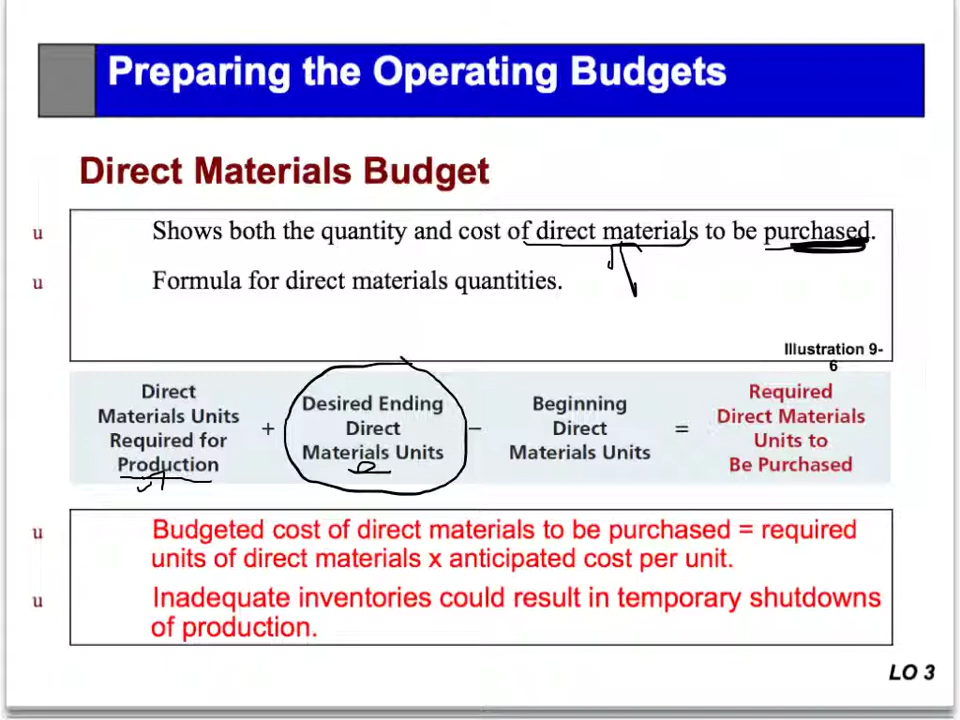 Preparing the Operating Budgets
Direct Materials Budget
u Shows both the quantity and cost of direct materials to be purchased.
u Formula for direct materials quantities.
Illustration 9-
6
Direct
Materials Units
Required for
Production
+
Desired Ending
Direct
Materials Units
-
Beginning
Direct
Materials Units
=
Required
Direct Materials
Units to
Be Purchased
u Budgeted cost of direct materials to be purchased = required
units of direct materials x anticipated cost per unit.
u Inadequate inventories could result in temporary shutdowns
of production.
LO 3